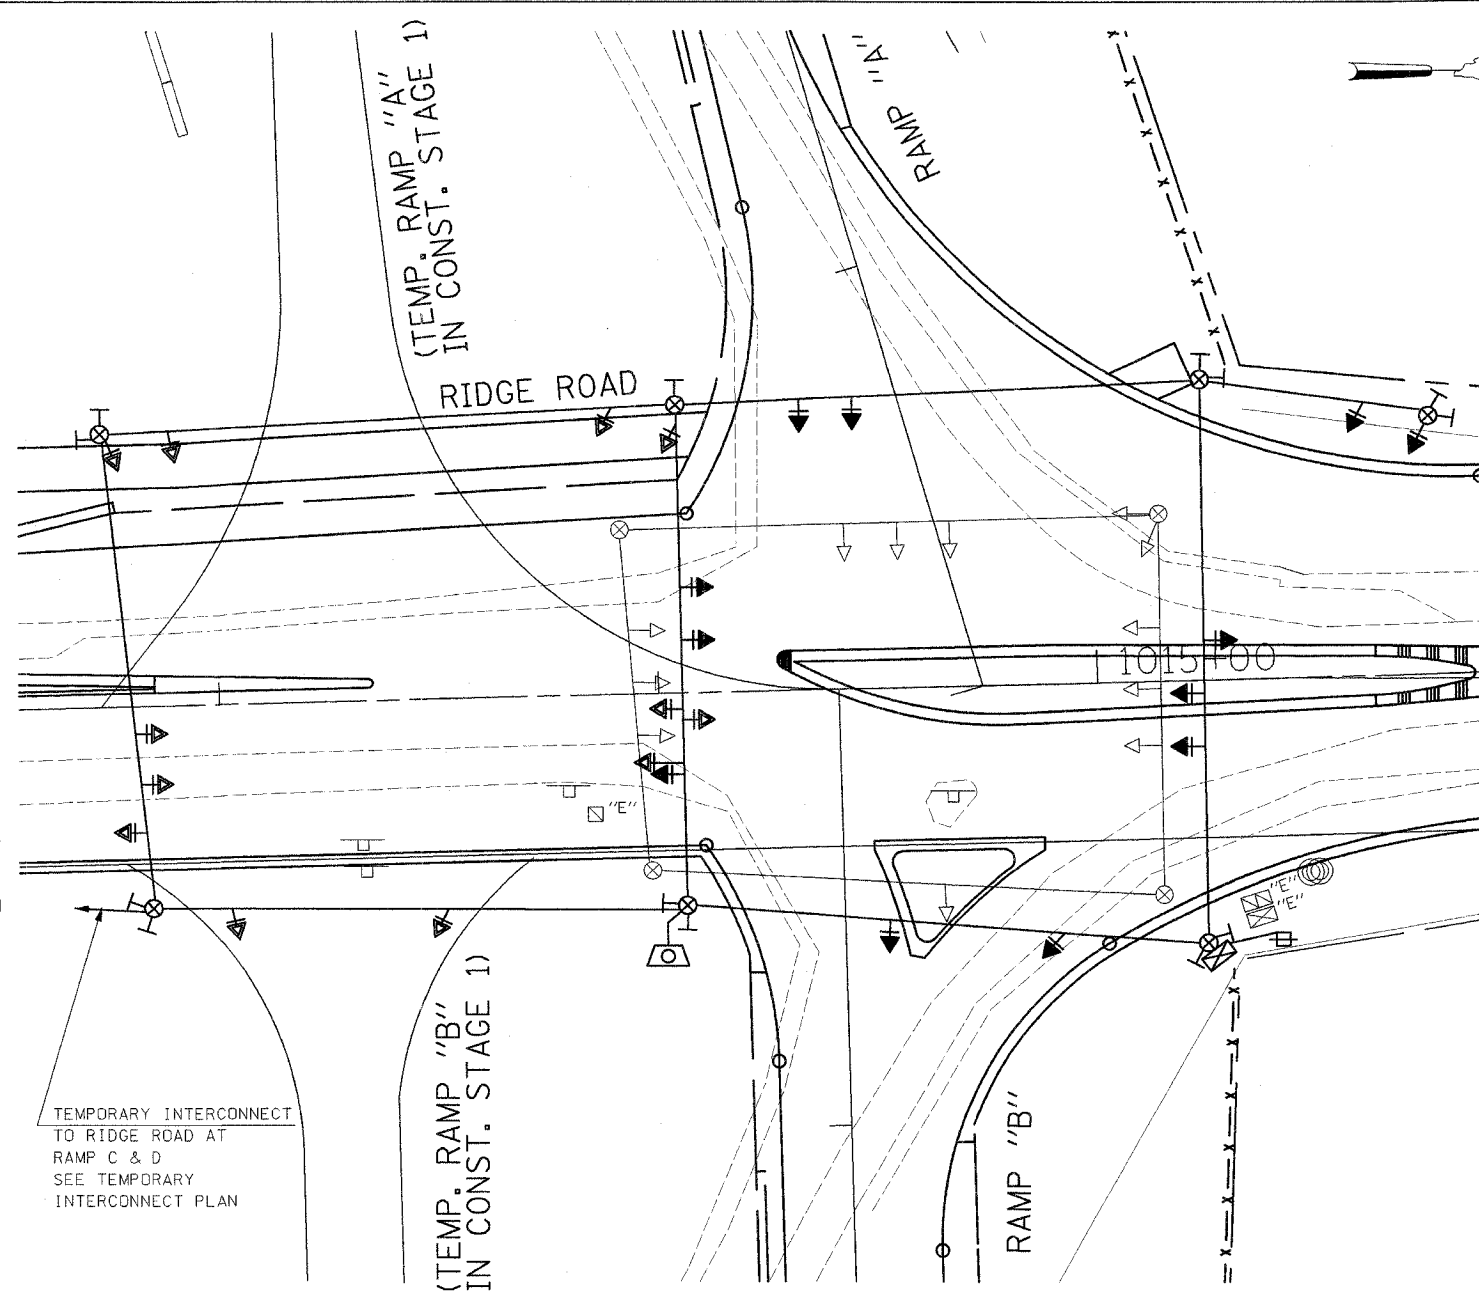 (TEMP. RAMP "A"
IN CONST. STAGE 1)
RAMP "A"
RIDGE ROAD
1015+00
"E"
"E"
"E"
(TEMP. RAMP "B"
IN CONST. STAGE 1)
RAMP "B"
TEMPORARY INTERCONNECT
TO RIDGE ROAD AT
RAMP C & D
SEE TEMPORARY
INTERCONNECT PLAN